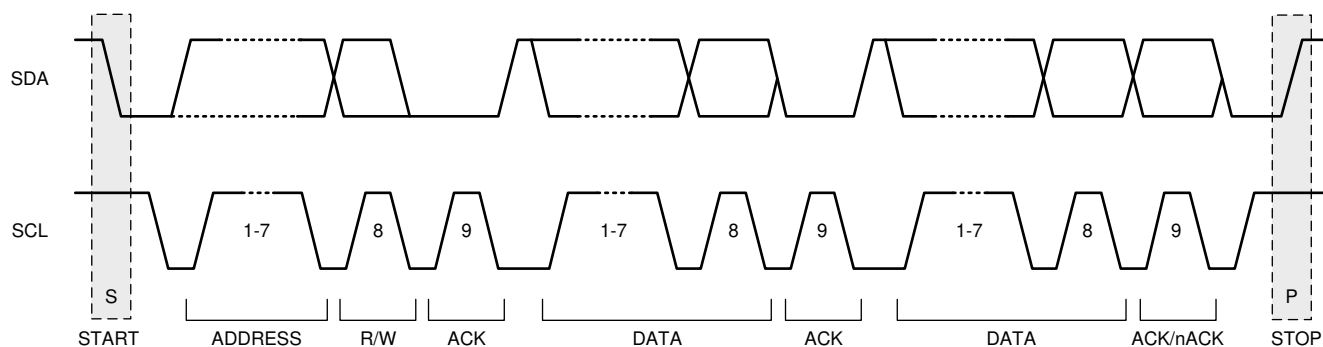 SDA
SCL
1-7
8
9
1-7
8
9
1-7
8
9
S
P
START
ADDRESS
R/W
ACK
DATA
ACK
DATA
ACK/nACK
STOP